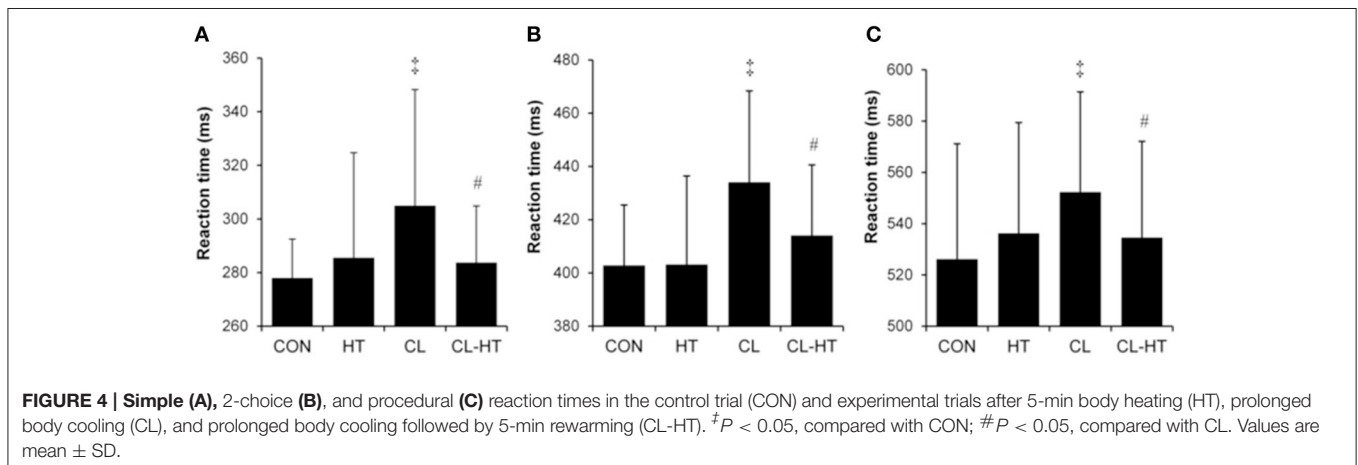 A
B
C
360
340
320
300
280
260
Reaction time (ms)
‡
#
CON HT CL CL-HT
480
460
440
420
400
380
Reaction time (ms)
‡
#
CON HT CL CL-HT
600
580
560
540
520
500
Reaction time (ms)
‡
#
CON HT CL CL-HT
FIGURE 4 | Simple (A), 2-choice (B), and procedural (C) reaction times in the control trial (CON) and experimental trials after 5-min body heating (HT), prolonged
body cooling (CL), and prolonged body cooling followed by 5-min rewarming (CL-HT). ‡P < 0.05, compared with CON; #P < 0.05, compared with CL. Values are
mean ± SD.